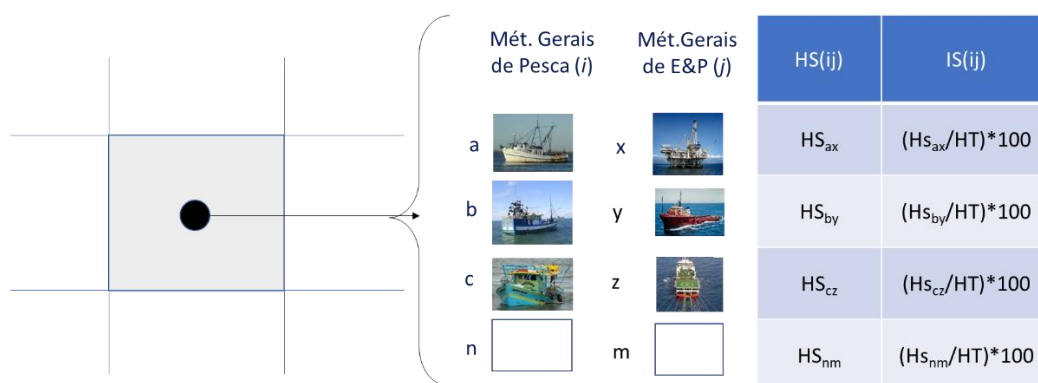 Mét. Gerais de Pesca (i)
Mét.Gerais de E&P (j)
HS(ij) IS(ij)
a x HSax (Hsax/HT)*100
b y HSby (Hsby/HT)*100
c z HScz (Hscz/HT)*100
n m HSnm (Hsnm/HT)*100